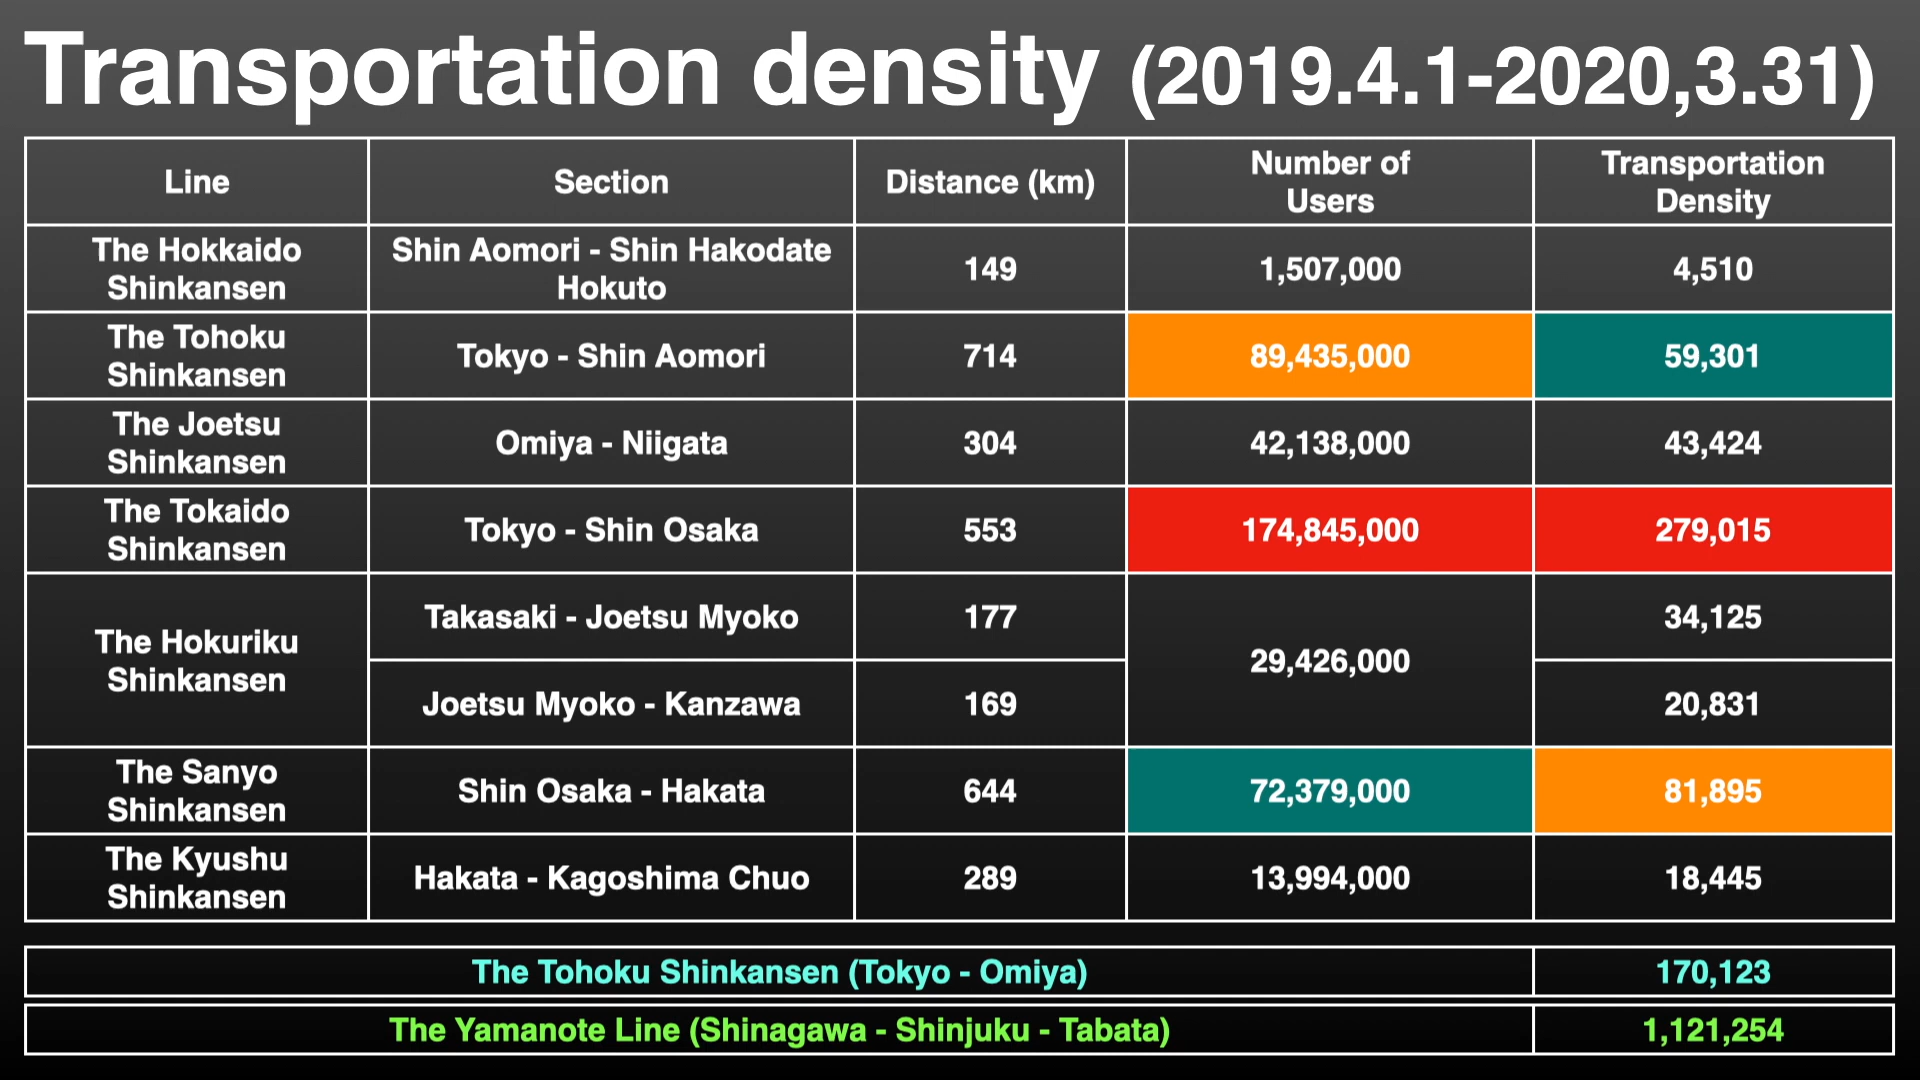 Transportation density (2019.4.1-2020,3.31)
Line
Section
Distance (km)
Number of
Users
Transportation
Density
The Hokkaido
Shinkansen
Shin Aomori - Shin Hakodate
Hokuto
149
1,507,000
4,510
The Tohoku
Shinkansen
Tokyo - Shin Aomori
714
89,435,000
59,301
The Joetsu
Shinkansen
Omiya - Niigata
304
42,138,000
43,424
The Tokaido
Shinkansen
Tokyo - Shin Osaka
553
174,845,000
279,015
The Hokuriku
Shinkansen
Takasaki - Joetsu Myoko
177
29,426,000
34,125
Joetsu Myoko - Kanzawa
169
20,831
The Sanyo
Shinkansen
Shin Osaka - Hakata
644
72,379,000
81,895
The Kyushu
Shinkansen
Hakata - Kagoshima Chuo
289
13,994,000
18,445
The Tohoku Shinkansen (Tokyo - Omiya)
170,123
The Yamanote Line (Shinagawa - Shinjuku - Tabata)
1,121,254